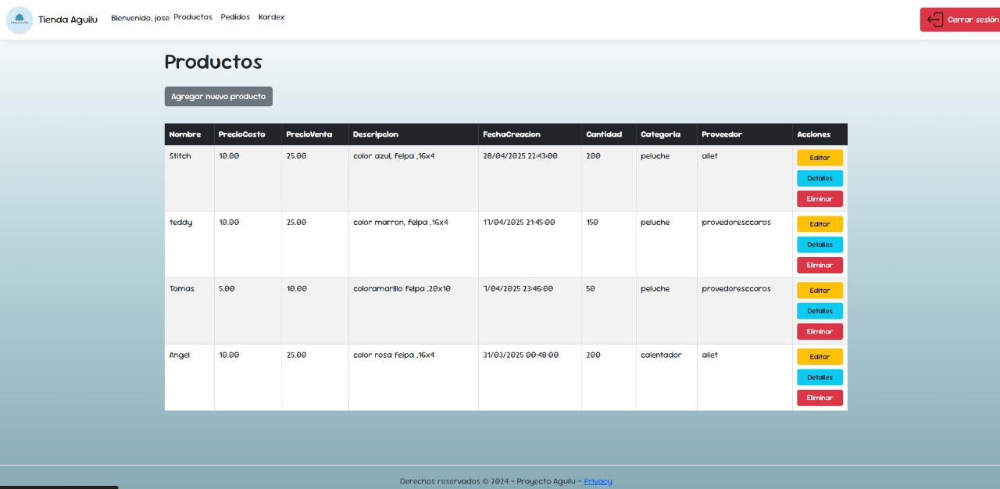 Tienda Aguilu Bienvenido, jose Productos Pedidos Kardex Cerrar sesión
Productos
Agregar nuevo producto
Nombre PrecioCosto PrecioVenta Descripcion FechaCreacion Cantidad Categoria Proveedor Acciones
Stitch 10.00 25.00 color azul, felpa ,16x4 28/04/2025 22:43:00 200 peluche aliet Editar
Detalles
Eliminar
teddy 10.00 25.00 color marron, felpa ,16x4 17/04/2025 21:45:00 150 peluche provedoresccaros Editar
Detalles
Eliminar
Tomas 5.00 10.00 coloramarillo felpa ,20x10 7/04/2025 23:46:00 50 peluche provedoresccaros Editar
Detalles
Eliminar
Angel 10.00 25.00 color rosa felpa ,16x4 31/03/2025 00:48:00 200 calentador aliet Editar
Detalles
Eliminar
Derechos reservados © 2024 - Proyecto Aguilu - Privacy